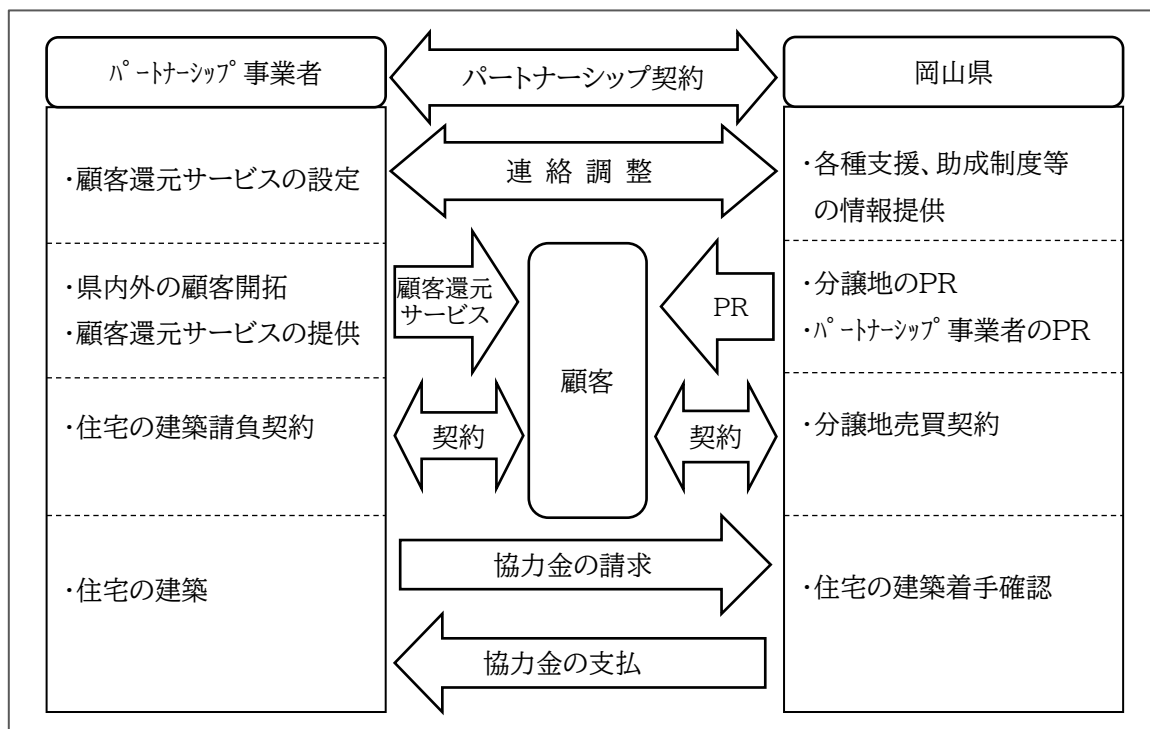 ﾊﾟｰﾄﾅｰｼｯﾌﾟ事業者
パートナーシップ契約
岡山県
・顧客還元サービスの設定
連絡調整
・各種支援、助成制度等
の情報提供
・県内外の顧客開拓
・顧客還元サービスの提供
顧客還元
サービス
顧客
PR
・分譲地のPR
・ﾊﾟｰﾄﾅｰｼｯﾌﾟ事業者のPR
・住宅の建築請負契約
契約
契約
・分譲地売買契約
・住宅の建築
協力金の請求
協力金の支払
・住宅の建築着手確認